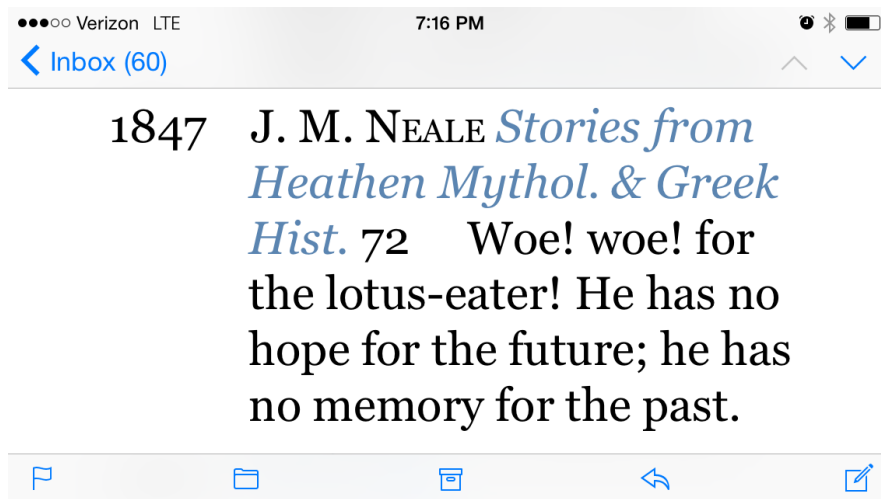 Verizon LTE 7:16 PM
Inbox (60)
1847 J. M. NEALE Stories from
Heathen Mythol. & Greek
Hist. 72 Woe! woe! for
the lotus-eater! He has no
hope for the future; he has
no memory for the past.